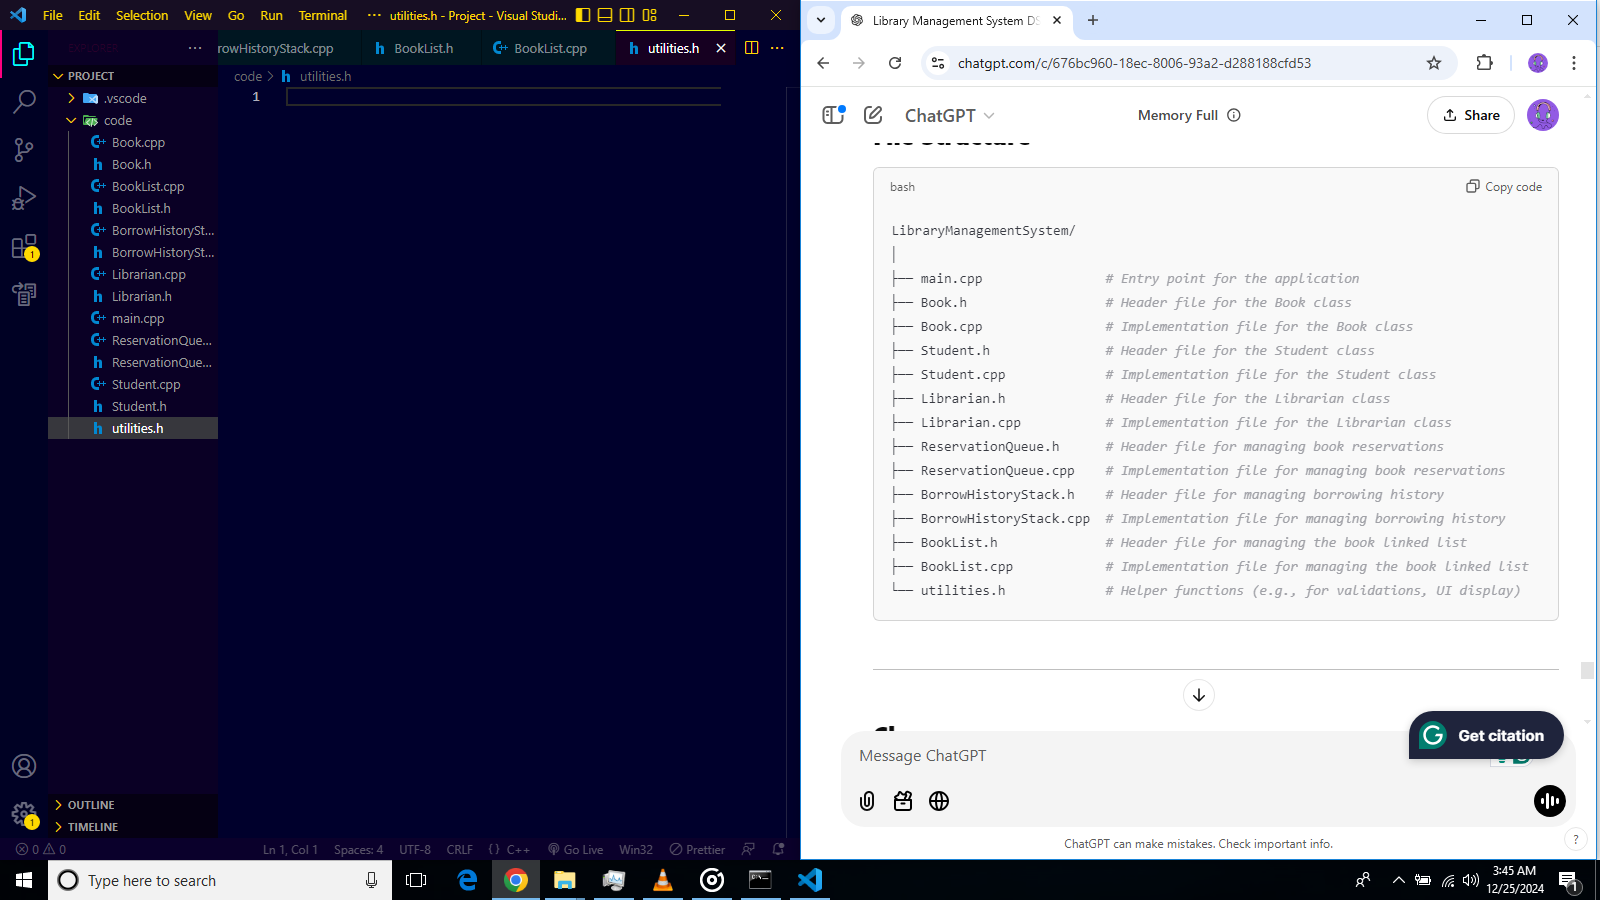 File Edit Selection View Go Run Terminal ··· utilities.h - Project - Visual Studi...
EXPLORER ···
rowHistoryStack.cpp BookList.h BookList.cpp utilities.h ···
code > utilities.h
1
PROJECT
.vscode
code
Book.cpp
Book.h
BookList.cpp
BookList.h
BorrowHistorySt...
BorrowHistorySt...
Librarian.cpp
Librarian.h
main.cpp
ReservationQue...
ReservationQue...
Student.cpp
Student.h
utilities.h
1
1
OUTLINE
TIMELINE
0 0 Ln 1, Col 1 Spaces: 4 UTF-8 CRLF {} C++ Go Live Win32 Prettier
Library Management System DS
chatgpt.com/c/676bc960-18ec-8006-93a2-d288188cfd53
ChatGPT Memory Full Share
File Structure
bash Copy code
LibraryManagementSystem/
│
├── main.cpp # Entry point for the application
├── Book.h # Header file for the Book class
├── Book.cpp # Implementation file for the Book class
├── Student.h # Header file for the Student class
├── Student.cpp # Implementation file for the Student class
├── Librarian.h # Header file for the Librarian class
├── Librarian.cpp # Implementation file for the Librarian class
├── ReservationQueue.h # Header file for managing book reservations
├── ReservationQueue.cpp # Implementation file for managing book reservations
├── BorrowHistoryStack.h # Header file for managing borrowing history
├── BorrowHistoryStack.cpp # Implementation file for managing borrowing history
├── BookList.h # Header file for managing the book linked list
├── BookList.cpp # Implementation file for managing the book linked list
└── utilities.h # Helper functions (e.g., for validations, UI display)
Get citation
Message ChatGPT
ChatGPT can make mistakes. Check important info.
?
Type here to search
3:45 AM
12/25/2024
1